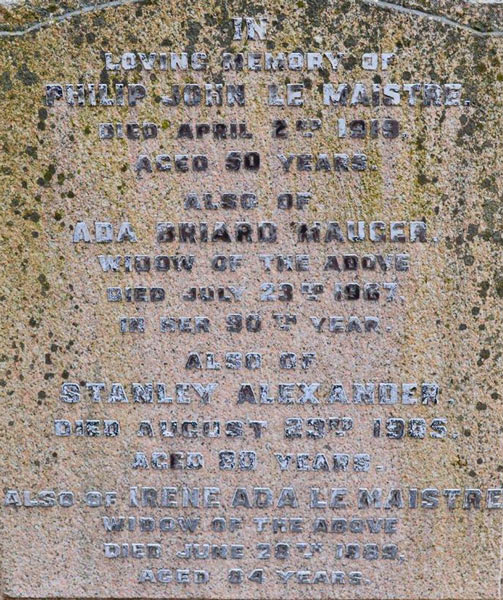 IN
LOVING MEMORY OF
PHILIP JOHN LE MAISTRE.
DIED APRIL 2ND 1919.
AGED 50 YEARS.
ALSO OF
ADA BRIARD MAUGER.
WIDOW OF THE ABOVE
DIED JULY 23TH 1967.
IN HER 90TH YEAR.
ALSO OF
STANLEY ALEXANDER.
DIED AUGUST 23RD 1985.
AGED 80 YEARS.
ALSO OF IRENE ADA LE MAISTRE
WIDOW OF THE ABOVE
DIED JUNE 28TH 1989.
AGED 84 YEARS.